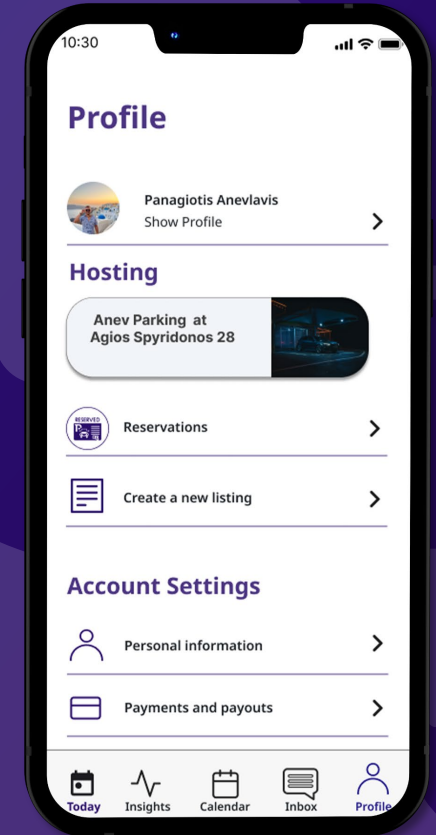 10:30
Profile
Panagiotis Anevlavis
Show Profile
Hosting
Anev Parking at
Agios Spyridonos 28
RESERVED
P
Reservations
Create a new listing
Account Settings
Personal information
Payments and payouts
Today Insights Calendar Inbox Profile